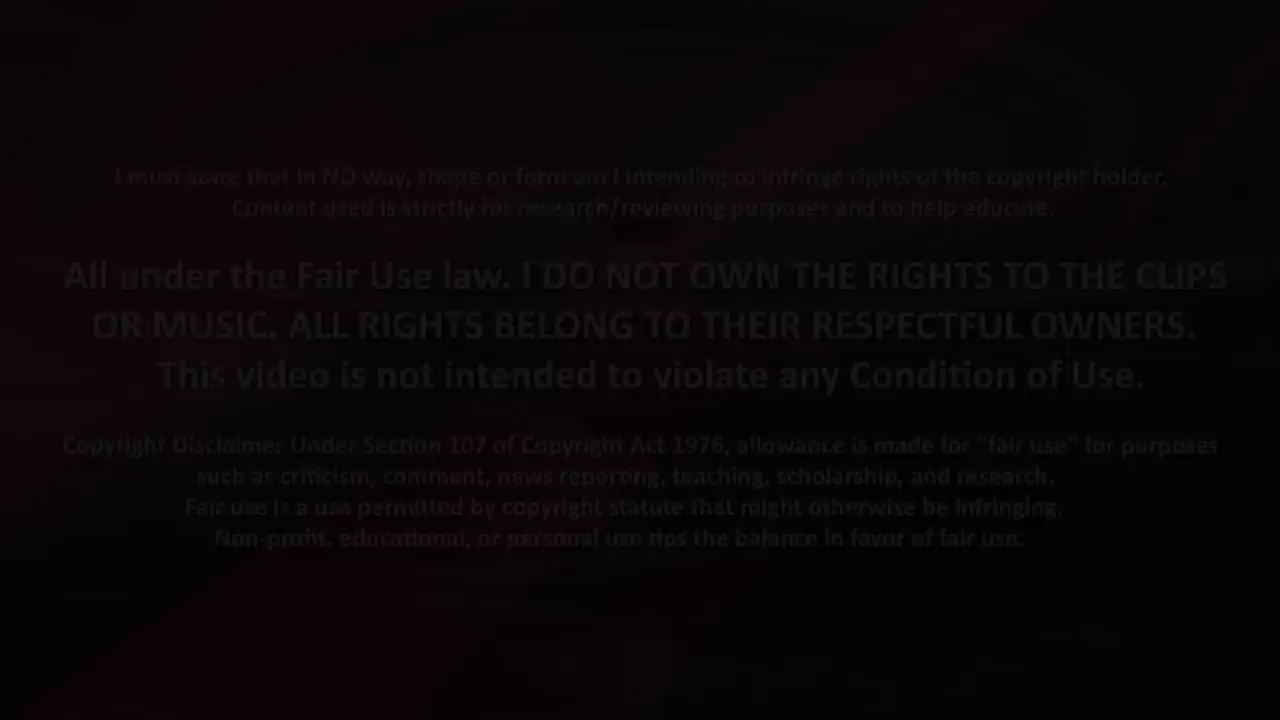 I must state that in NO way, shape or form am I intending to infringe rights of the copyright holder.
Content used is strictly for research/reviewing purposes and to help educate.
All under the Fair Use law. I DO NOT OWN THE RIGHTS TO THE CLIPS
OR MUSIC. ALL RIGHTS BELONG TO THEIR RESPECTFUL OWNERS.
This video is not intended to violate any Condition of Use.
Copyright Disclaimer Under Section 107 of Copyright Act 1976, allowance is made for "fair use" for purposes
such as criticism, comment, news reporting, teaching, scholarship, and research.
Fair use is a use permitted by copyright statute that might otherwise be infringing.
Non-profit, educational, or personal use tips the balance in favor of fair use.